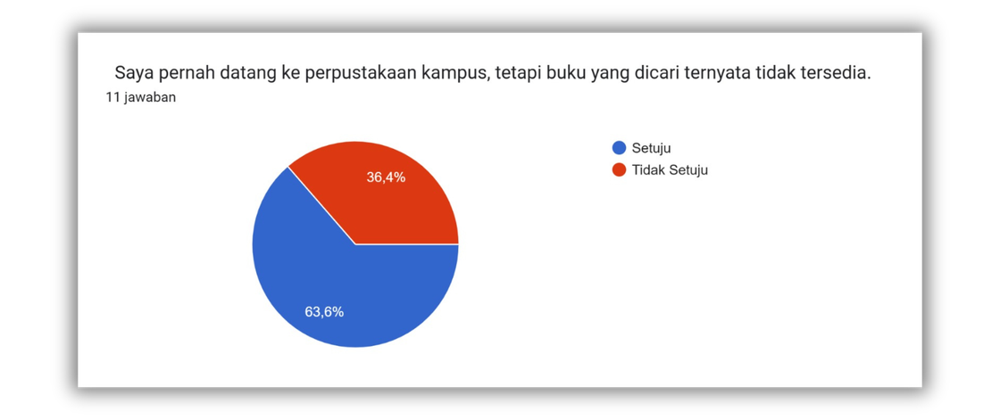 Saya pernah datang ke perpustakaan kampus, tetapi buku yang dicari ternyata tidak tersedia.
11 jawaban
Setuju
Tidak Setuju
36,4%
63,6%